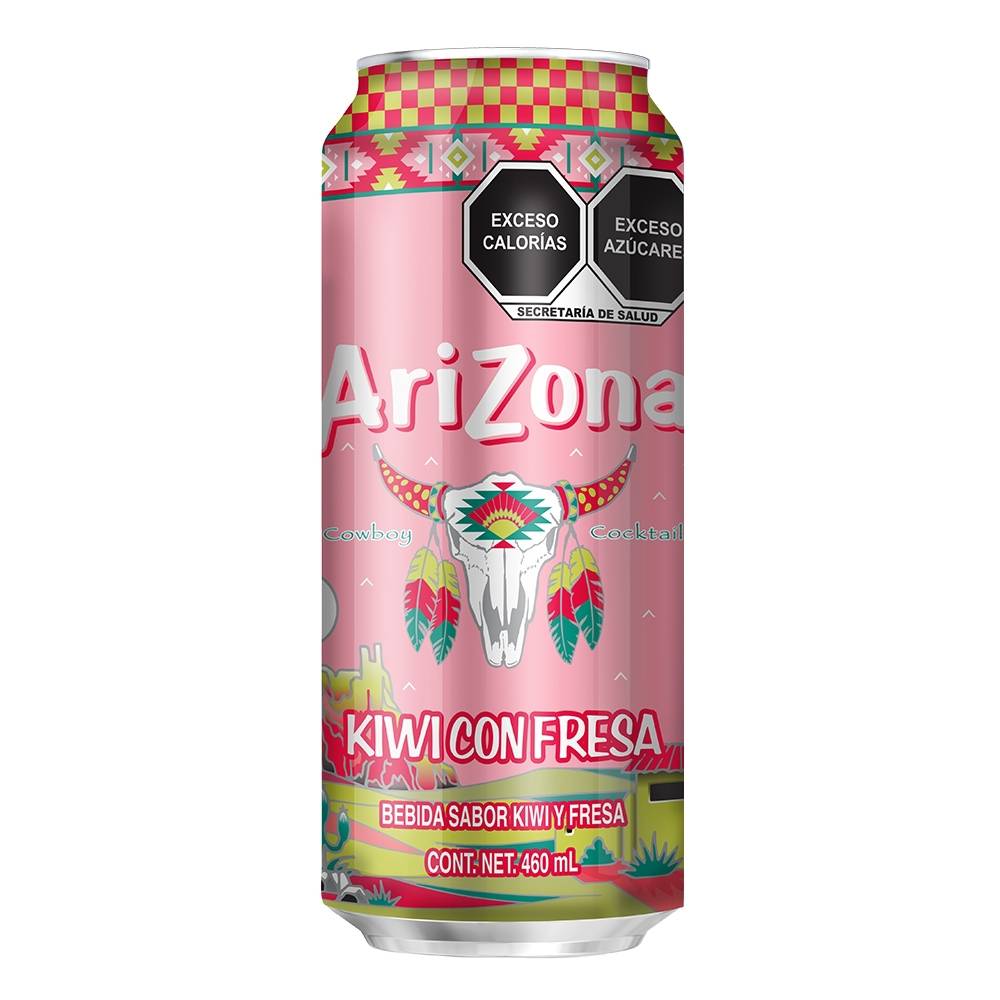 EXCESO
CALORÍAS
EXCESO
AZÚCARE
SECRETARÍA DE SALUD
AriZona
Cowboy Cocktail
KIWI CON FRESA
BEBIDA SABOR KIWI Y FRESA
CONT. NET. 460 mL